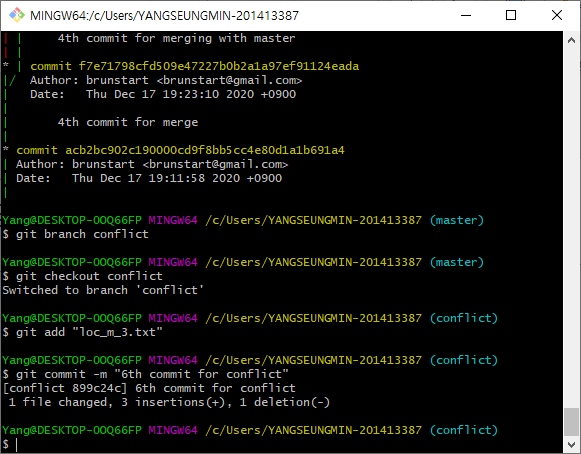 MINGW64:/c/Users/YANGSEUNGMIN-201413387
| |     4th commit for merging with master
| |
* | commit f7e71798cfd509e47227b0b2a1a97ef91124eada
|/  Author: brunstart <brunstart@gmail.com>
|   Date:   Thu Dec 17 19:23:10 2020 +0900
|
|       4th commit for merge
|
* commit acb2bc902c190000cd9f8bb5cc4e80d1a1b691a4
| Author: brunstart <brunstart@gmail.com>
| Date:   Thu Dec 17 19:11:58 2020 +0900
|
Yang@DESKTOP-OOQ66FP MINGW64 /c/Users/YANGSEUNGMIN-201413387 (master)
$ git branch conflict
Yang@DESKTOP-OOQ66FP MINGW64 /c/Users/YANGSEUNGMIN-201413387 (master)
$ git checkout conflict
Switched to branch 'conflict'
Yang@DESKTOP-OOQ66FP MINGW64 /c/Users/YANGSEUNGMIN-201413387 (conflict)
$ git add "loc_m_3.txt"
Yang@DESKTOP-OOQ66FP MINGW64 /c/Users/YANGSEUNGMIN-201413387 (conflict)
$ git commit -m "6th commit for conflict"
[conflict 899c24c] 6th commit for conflict
 1 file changed, 3 insertions(+), 1 deletion(-)
Yang@DESKTOP-OOQ66FP MINGW64 /c/Users/YANGSEUNGMIN-201413387 (conflict)
$